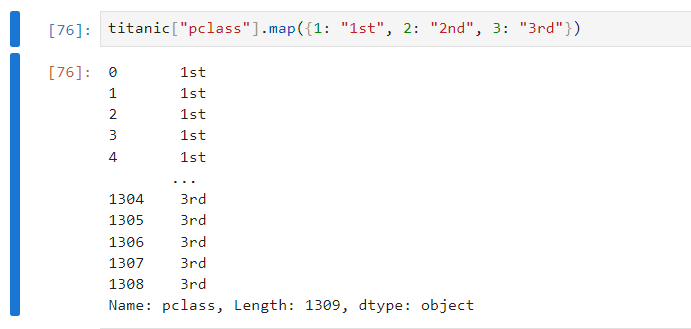 [76]: titanic["pclass"].map({1: "1st", 2: "2nd", 3: "3rd"})
[76]: 0       1st
1       1st
2       1st
3       1st
4       1st
...
1304    3rd
1305    3rd
1306    3rd
1307    3rd
1308    3rd
Name: pclass, Length: 1309, dtype: object